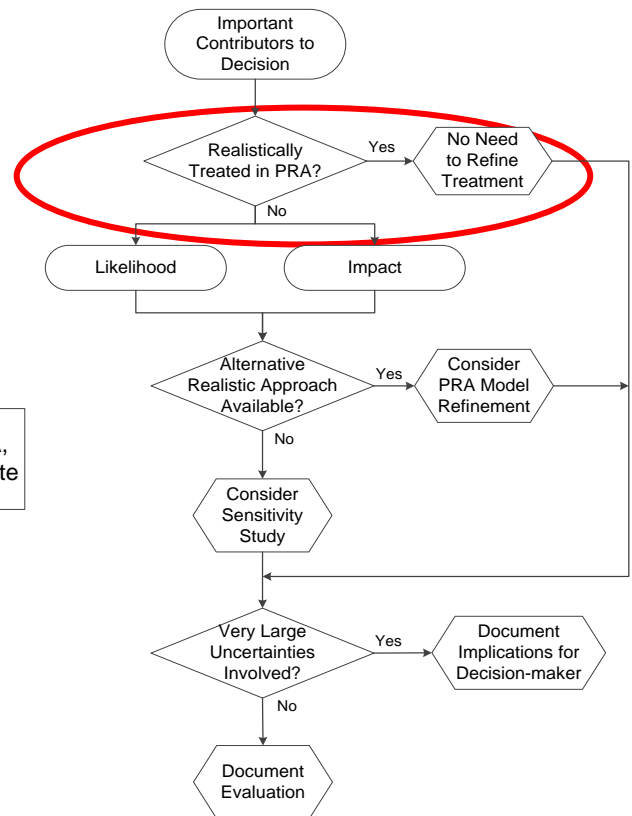 Important
Contributors to
Decision
Realistically
Treated in PRA?
Yes
No Need
to Refine
Treatment
No
Likelihood
Impact
Alternative
Realistic Approach
Available?
Yes
Consider
PRA Model
Refinement
No
Consider
Sensitivity
Study
Very Large
Uncertainties
Involved?
Yes
Document
Implications for
Decision-maker
No
Document
Evaluation